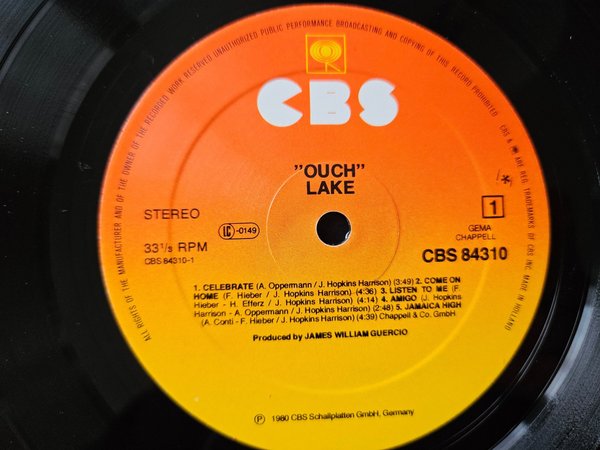 ALL RIGHTS OF THE MANUFACTURER AND OF THE OWNER OF THE RECORDED WORK RESERVED UNAUTHORIZED PUBLIC PERFORMANCE BROADCASTING AND COPYING OF THIS RECORD PROHIBITED
CBS & ARE REG. TRADEMARKS OF CBS INC. MADE IN HOLLAND
CBS
"OUCH"
LAKE
STEREO
LC-0149
1
33 1/3 RPM
CBS 84310-1
GEMA
CHAPPELL
CBS 84310
1. CELEBRATE (A. Oppermann / J. Hopkins Harrison) (3:49) 2. COME ON
HOME (F. Hieber / J. Hopkins Harrison) (4:36) 3. LISTEN TO ME (F.
Hieber - H. Efferz / J. Hopkins Harrison) (4:14) 4. AMIGO (J. Hopkins
Harrison - A. Oppermann / J. Hopkins Harrison) (2:48) 5. JAMAICA HIGH
(A. Conti - F. Hieber / J. Hopkins Harrison) (4:39) Chappell & Co. GmbH
Produced by JAMES WILLIAM GUERCIO
Ⓟ 1980 CBS Schallplatten GmbH, Germany